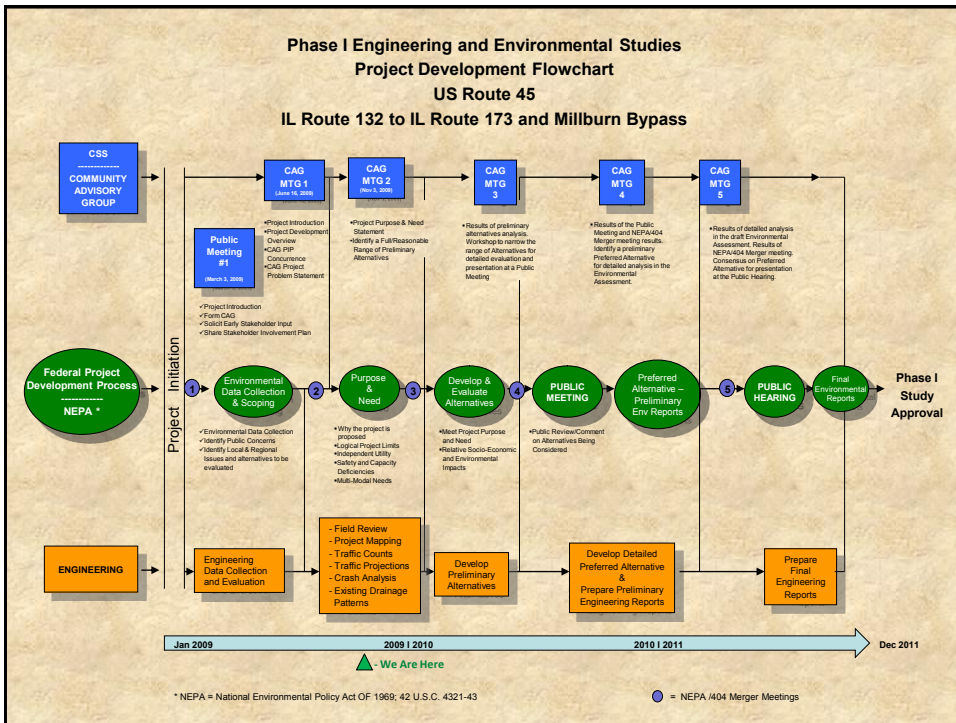 Phase I Engineering and Environmental Studies
Project Development Flowchart
US Route 45
IL Route 132 to IL Route 173 and Millburn Bypass
CSS
-------------
COMMUNITY
ADVISORY
GROUP
CAG
MTG 1
(June 16, 2009)
CAG
MTG 2
(Nov 3, 2009)
CAG
MTG
3
CAG
MTG
4
CAG
MTG
5
•Project Introduction
•Project Development
Overview
•CAG PIP
Concurrence
•CAG Project
Problem Statement
•Project Purpose & Need
Statement
•Identify a Full/Reasonable
Range of Preliminary
Alternatives
•Results of preliminary
alternatives analysis.
Workshop to narrow the
range of Alternatives for
detailed evaluation and
presentation at a Public
Meeting
•Results of the Public
Meeting and NEPA/404
Merger meeting results.
Identify a preliminary
Preferred Alternative
for detailed analysis in the
Environmental
Assessment.
•Results of detailed analysis
in the draft Environmental
Assessment. Results of
NEPA/404 Merger meeting.
Consensus on Preferred
Alternative for presentation
at the Public Hearing.
Public
Meeting
#1
(March 3, 2009)
✓Project Introduction
✓Form CAG
✓Solicit Early Stakeholder Input
✓Share Stakeholder Involvement Plan
Federal Project
Development Process
------------
NEPA *
Project Initiation
1
Environmental
Data Collection
& Scoping
2
Purpose
&
Need
3
Develop &
Evaluate
Alternatives
4
PUBLIC
MEETING
Preferred
Alternative –
Preliminary
Env Reports
5
PUBLIC
HEARING
Final
Environmental
Reports
Phase I
Study
Approval
✓Environmental Data Collection
✓Identify Public Concerns
✓Identify Local & Regional
Issues and alternatives to be
evaluated
•Why the project is
proposed
•Logical Project Limits
•Independent Utility
•Safety and Capacity
Deficiencies
•Multi-Modal Needs
•Meet Project Purpose
and Need
•Relative Socio-Economic
and Environmental
Impacts
•Public Review/Comment
on Alternatives Being
Considered
ENGINEERING
Engineering
Data Collection
and Evaluation
- Field Review
- Project Mapping
- Traffic Counts
- Traffic Projections
- Crash Analysis
- Existing Drainage
Patterns
Develop
Preliminary
Alternatives
Develop Detailed
Preferred Alternative
&
Prepare Preliminary
Engineering Reports
Prepare
Final
Engineering
Reports
Jan 2009
2009 I 2010
2010 I 2011
Dec 2011
- We Are Here
* NEPA = National Environmental Policy Act OF 1969; 42 U.S.C. 4321-43
= NEPA /404 Merger Meetings